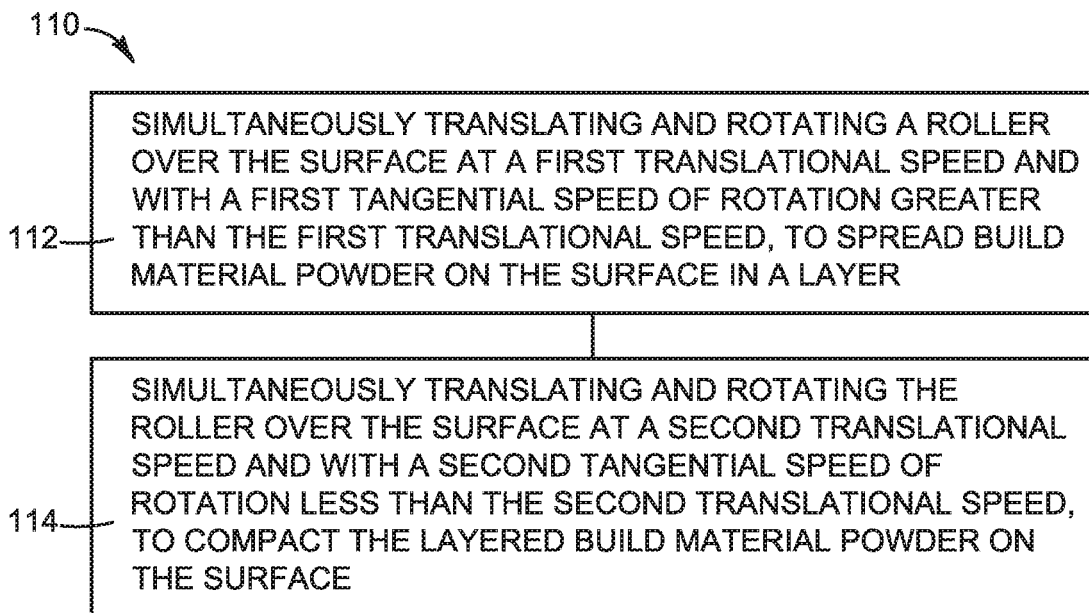 110
SIMULTANEOUSLY TRANSLATING AND ROTATING A ROLLER
OVER THE SURFACE AT A FIRST TRANSLATIONAL SPEED AND
WITH A FIRST TANGENTIAL SPEED OF ROTATION GREATER
112 THAN THE FIRST TRANSLATIONAL SPEED, TO SPREAD BUILD
MATERIAL POWDER ON THE SURFACE IN A LAYER
SIMULTANEOUSLY TRANSLATING AND ROTATING THE
ROLLER OVER THE SURFACE AT A SECOND TRANSLATIONAL
SPEED AND WITH A SECOND TANGENTIAL SPEED OF
114 ROTATION LESS THAN THE SECOND TRANSLATIONAL SPEED,
TO COMPACT THE LAYERED BUILD MATERIAL POWDER ON
THE SURFACE